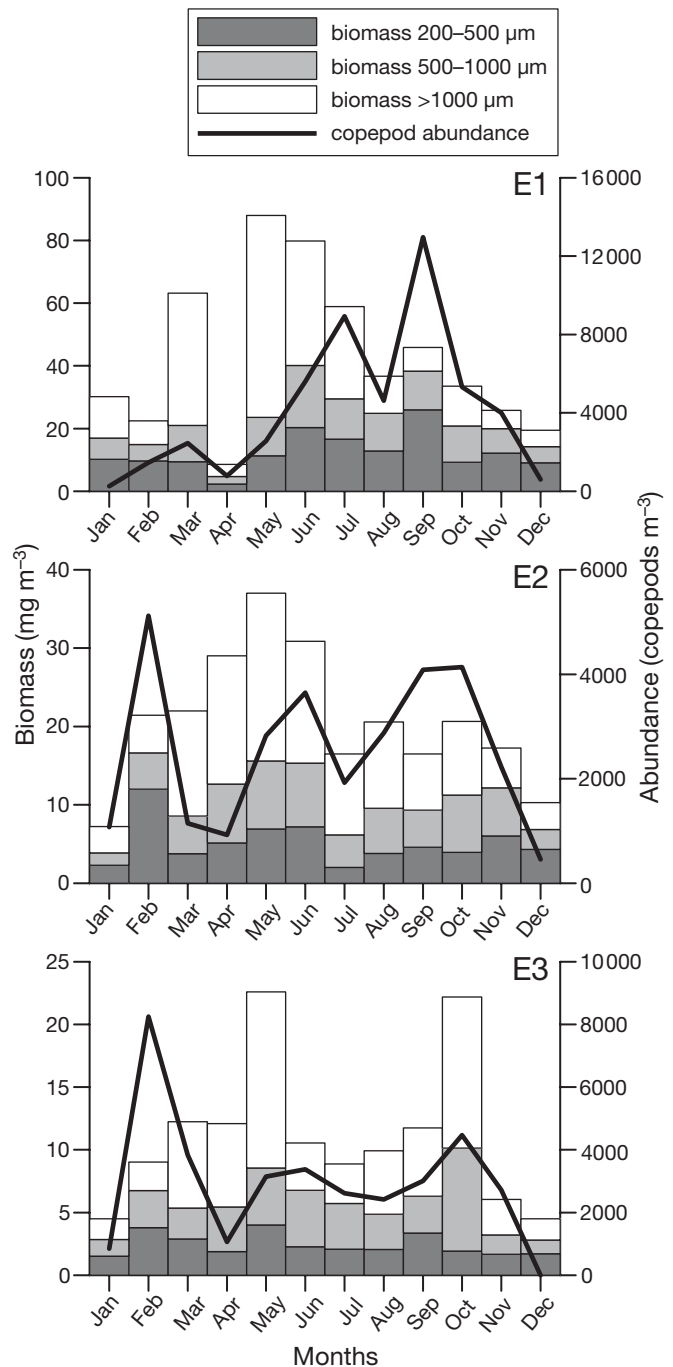 biomass 200–500 µm
biomass 500–1000 µm
biomass >1000 µm
copepod abundance
E1
100
80
60
40
20
0
16000
12000
8000
4000
0
Jan Feb Mar Apr May Jun Jul Aug Sep Oct Nov Dec
Biomass (mg m–3)
Abundance (copepods m–3)
E2
40
30
20
10
0
6000
4000
2000
0
Jan Feb Mar Apr May Jun Jul Aug Sep Oct Nov Dec
E3
25
20
15
10
5
0
10000
8000
6000
4000
2000
0
Jan Feb Mar Apr May Jun Jul Aug Sep Oct Nov Dec
Months